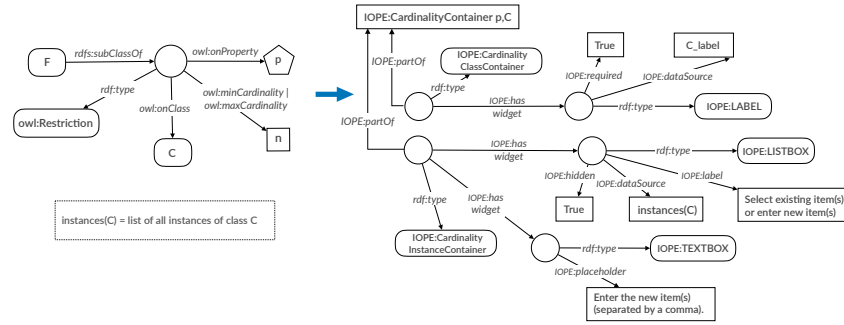 F
rdfs:subClassOf
owl:onProperty
p
rdf:type
owl:Restriction
owl:onClass
C
owl:minCardinality |
owl:maxCardinality
n
instances(C) = list of all instances of class C
IOPE:CardinalityContainer p,C
IOPE:partOf
IOPE:partOf
IOPE:Cardinality
ClassContainer
rdf:type
IOPE:has
widget
True
IOPE:required
C_label
IOPE:dataSource
rdf:type
IOPE:LABEL
IOPE:has
widget
rdf:type
IOPE:LISTBOX
IOPE:hidden
IOPE:dataSource
IOPE:label
True
instances(C)
Select existing item(s)
or enter new item(s)
rdf:type
IOPE:Cardinality
InstanceContainer
IOPE:has
widget
rdf:type
IOPE:TEXTBOX
IOPE:placeholder
Enter the new item(s)
(separated by a comma).